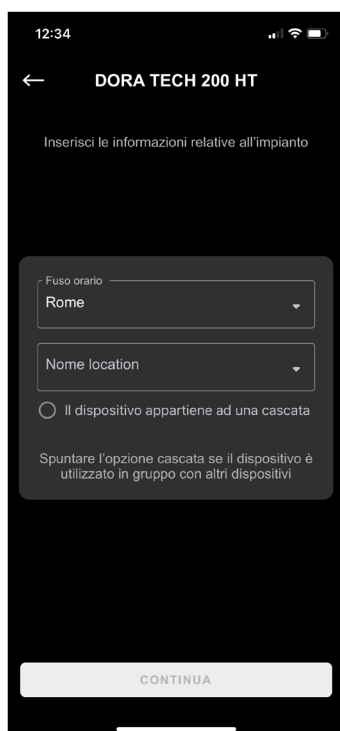 12:34
DORA TECH 200 HT
Inserisci le informazioni relative all'impianto
Fuso orario
Rome
Nome location
Il dispositivo appartiene ad una cascata
Spuntare l'opzione cascata se il dispositivo è
utilizzato in gruppo con altri dispositivi
CONTINUA